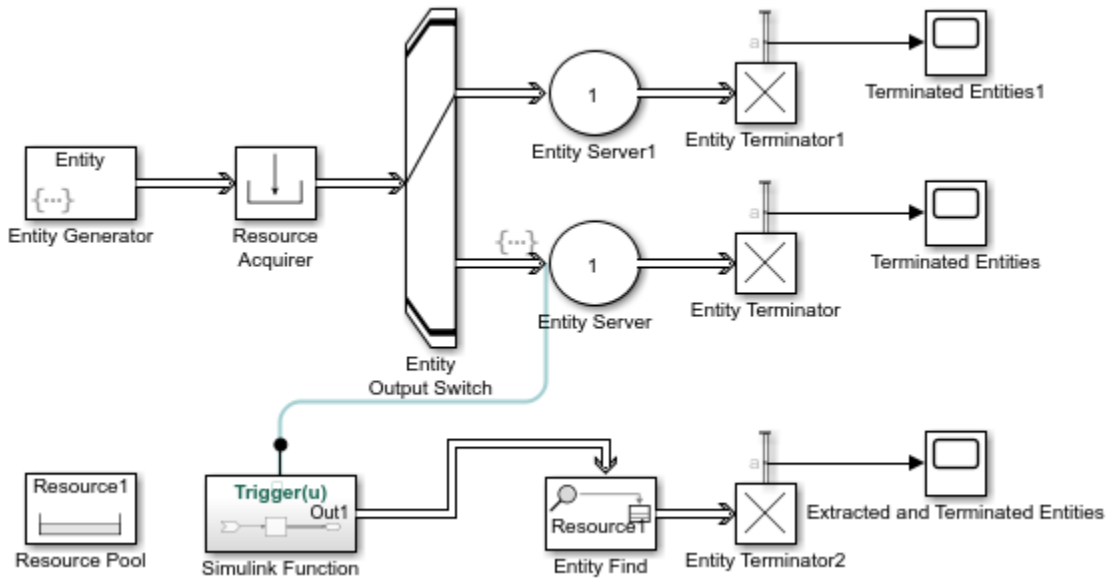 a
Terminated Entities1
1
Entity Server1
Entity Terminator1
Entity
{...}
Entity Generator
Resource
Acquirer
a
Terminated Entities
{...}
1
Entity Server
Entity Terminator
Entity
Output Switch
Resource1
Resource Pool
Trigger(u)
Out1
Simulink Function
Resource1
Entity Find
a
Entity Terminator2
Extracted and Terminated Entities